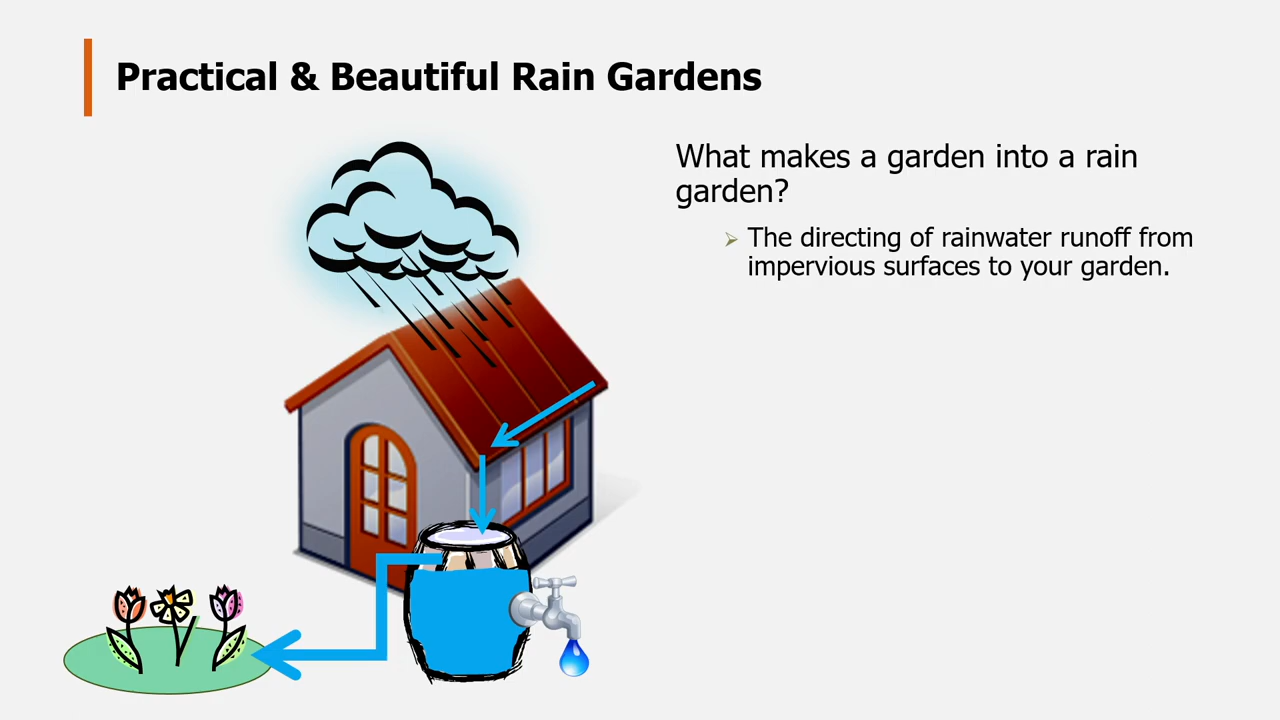 Practical & Beautiful Rain Gardens
What makes a garden into a rain
garden?
The directing of rainwater runoff from
impervious surfaces to your garden.